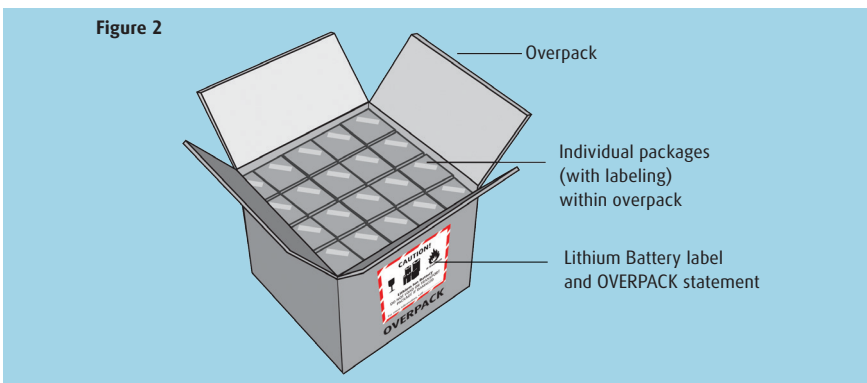 Figure 2
Overpack
Individual packages
(with labeling)
within overpack
Lithium Battery label
and OVERPACK statement
CAUTION!
OVERPACK